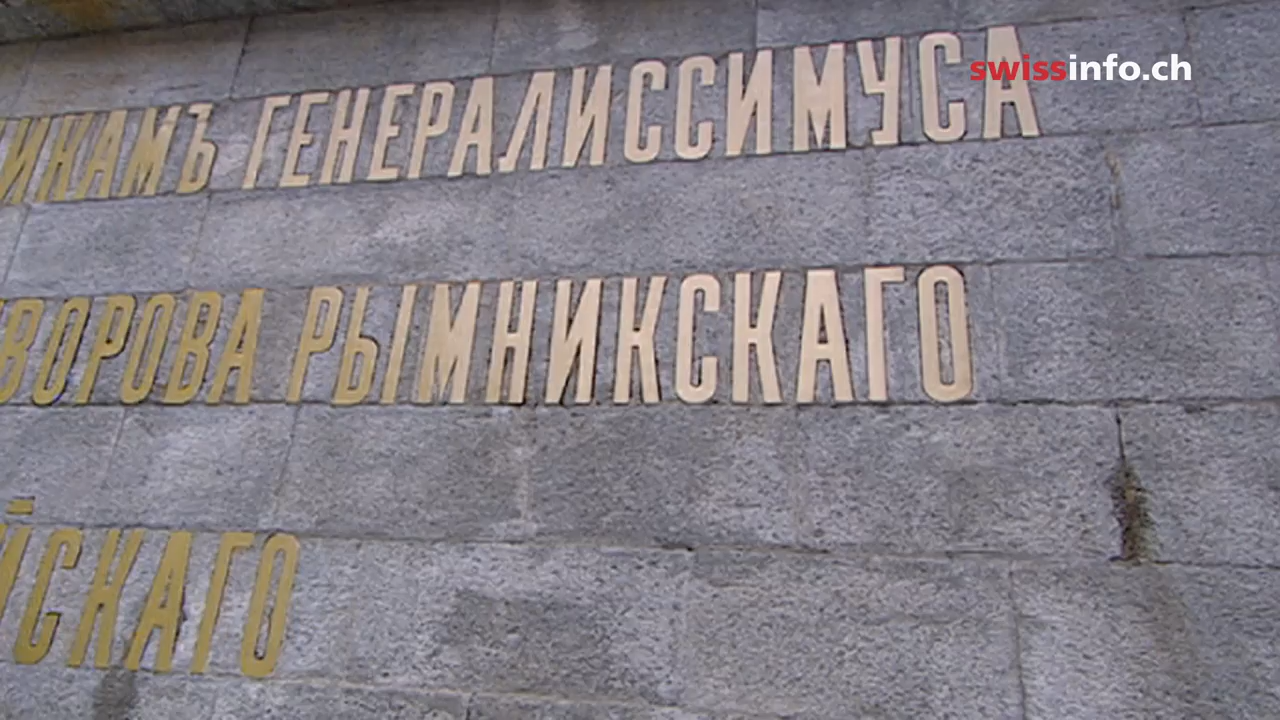 swissinfo.ch
ИКАМЪ ГЕНЕРАЛИССИМУСА
ВОРОВА РЫМНИКСКАГО
ЙСКАГО